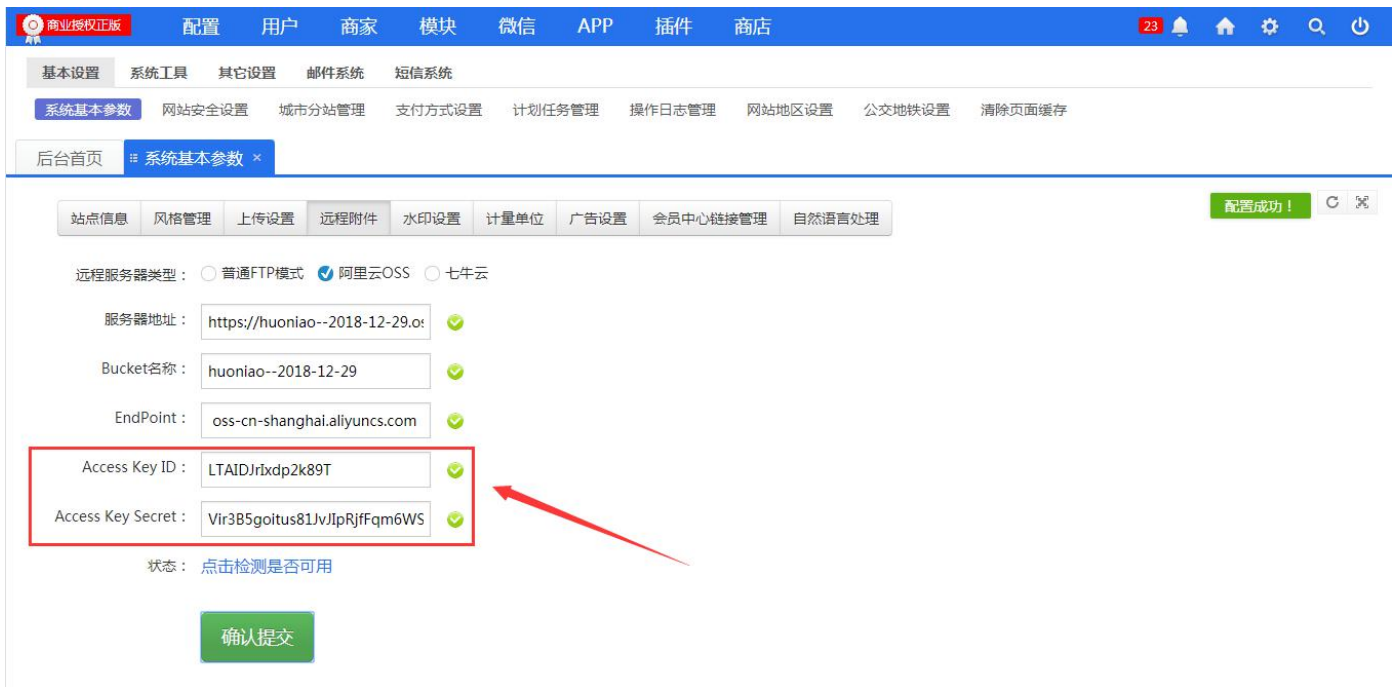 商业授权正版 配置 用户 商家 模块 微信 APP 插件 商店 23
基本设置 系统工具 其它设置 邮件系统 短信系统
系统基本参数 网站安全设置 城市分站管理 支付方式设置 计划任务管理 操作日志管理 网站地区设置 公交地铁设置 清除页面缓存
后台首页 系统基本参数 ×
站点信息 风格管理 上传设置 远程附件 水印设置 计量单位 广告设置 会员中心链接管理 自然语言处理 配置成功！
远程服务器类型： 普通FTP模式 阿里云OSS 七牛云
服务器地址： https://huoniao--2018-12-29.os
Bucket名称： huoniao--2018-12-29
EndPoint： oss-cn-shanghai.aliyuncs.com
Access Key ID： LTAIDJrIxdp2k89T
Access Key Secret： Vir3B5goitus81JvJIpRjfFqm6WS
状态： 点击检测是否可用
确认提交